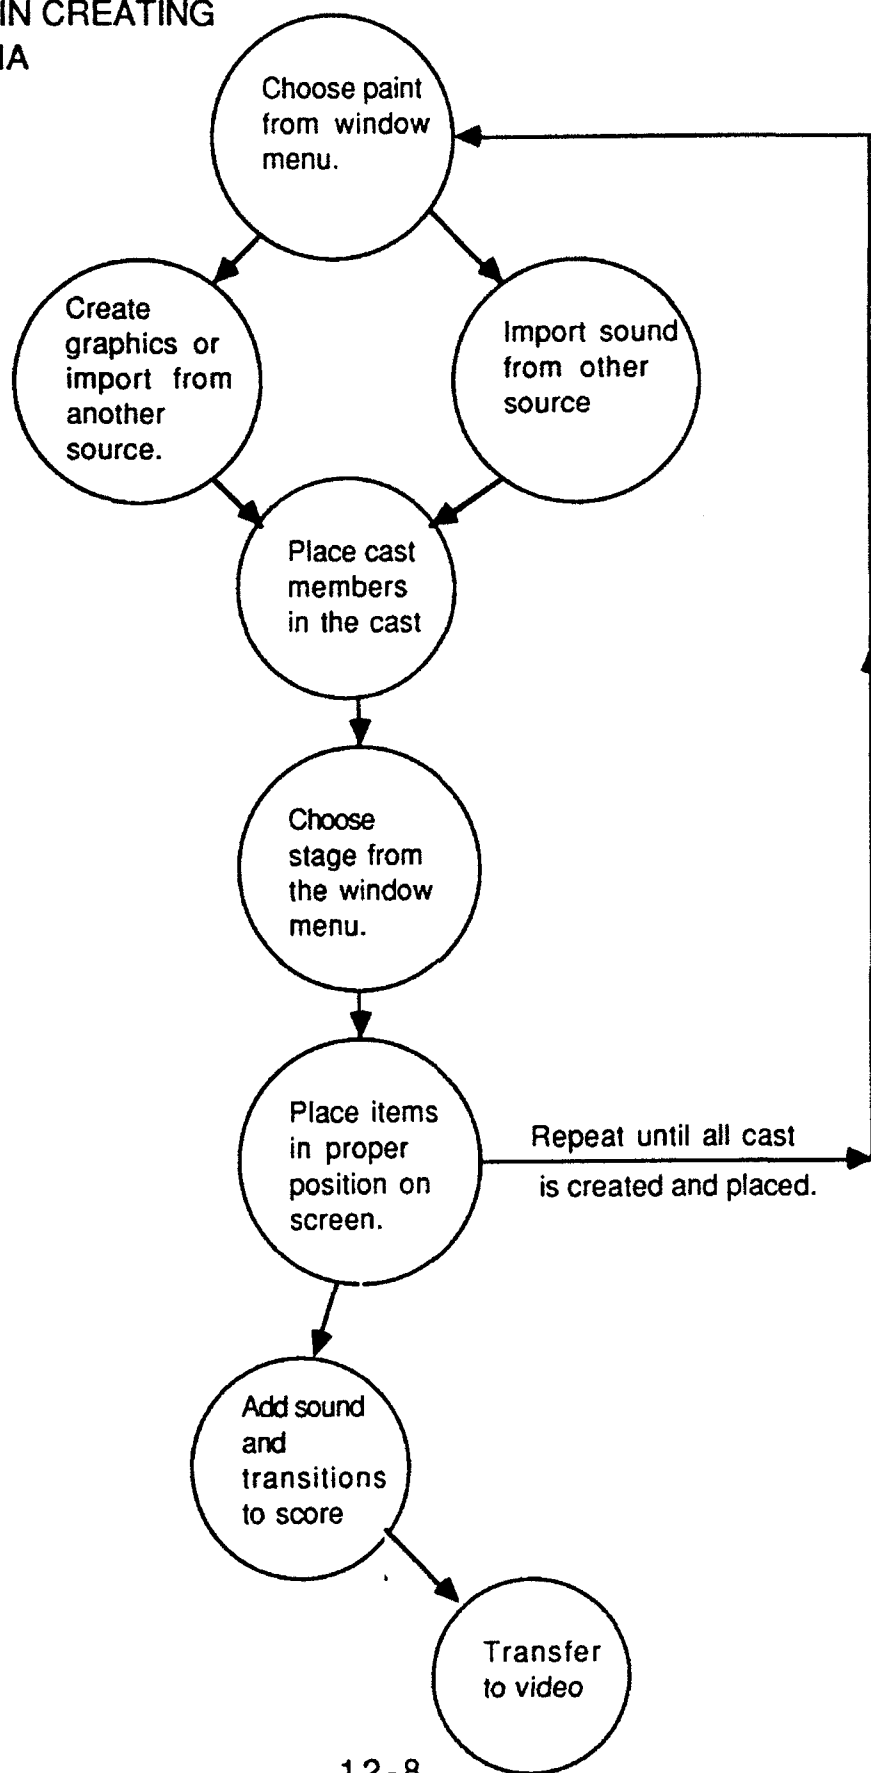 IN CREATING
IA
Choose paint
from window
menu.
Create
graphics or
import from
another
source.
Import sound
from other
source
Place cast
members
in the cast
Choose
stage from
the window
menu.
Place items
in proper
position on
screen.
Repeat until all cast
is created and placed.
Add sound
and
transitions
to score
Transfer
to video
12-8